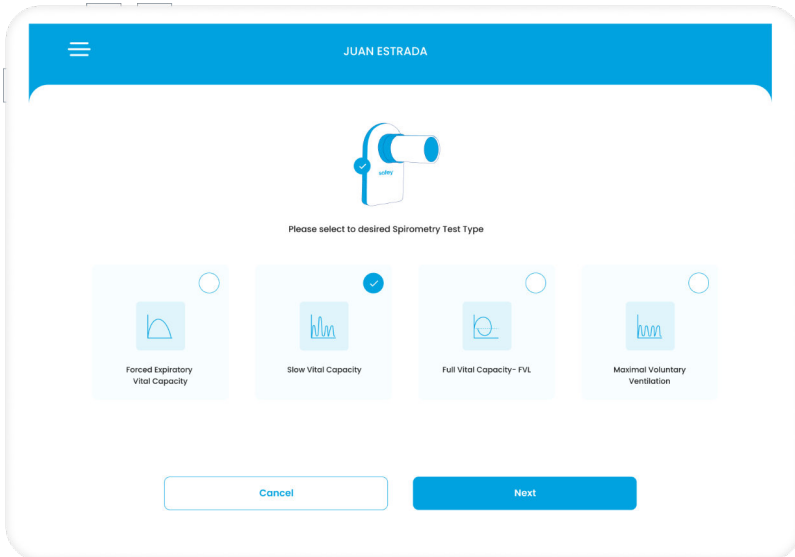 JUAN ESTRADA
safey
Please select to desired Spirometry Test Type
Forced Expiratory
Vital Capacity
Slow Vital Capacity
Full Vital Capacity- FVL
Maximal Voluntary
Ventilation
Cancel
Next